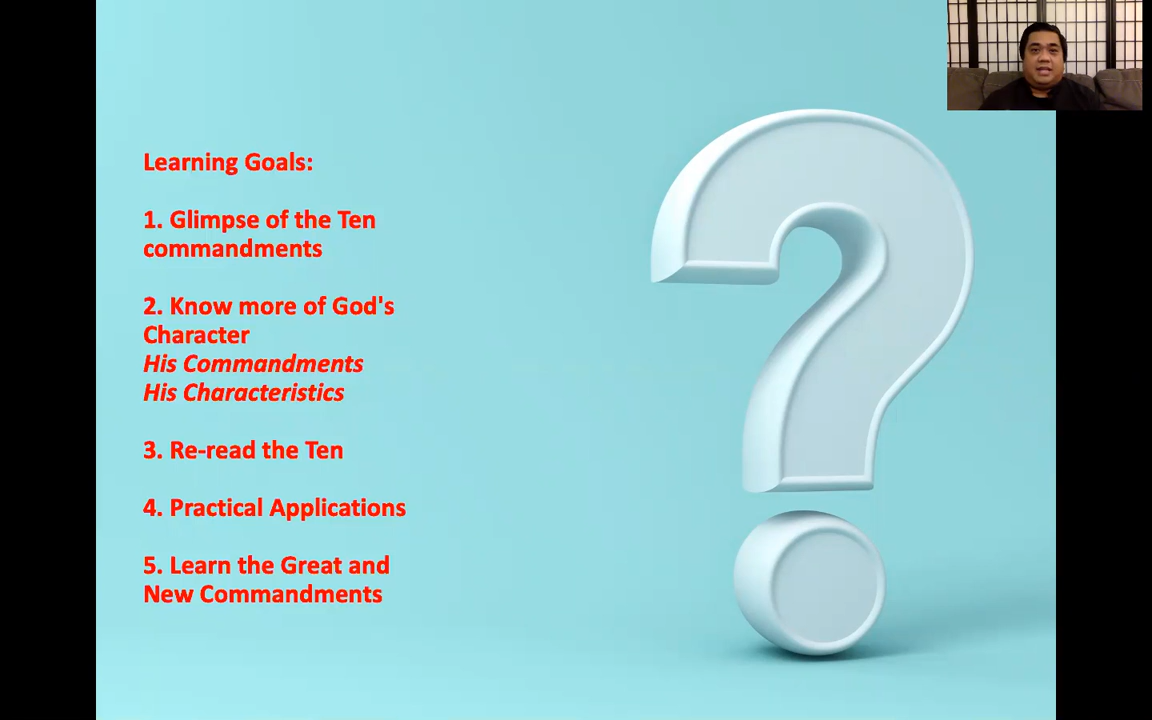 Learning Goals:
1. Glimpse of the Ten
commandments
2. Know more of God's
Character
His Commandments
His Characteristics
3. Re-read the Ten
4. Practical Applications
5. Learn the Great and
New Commandments